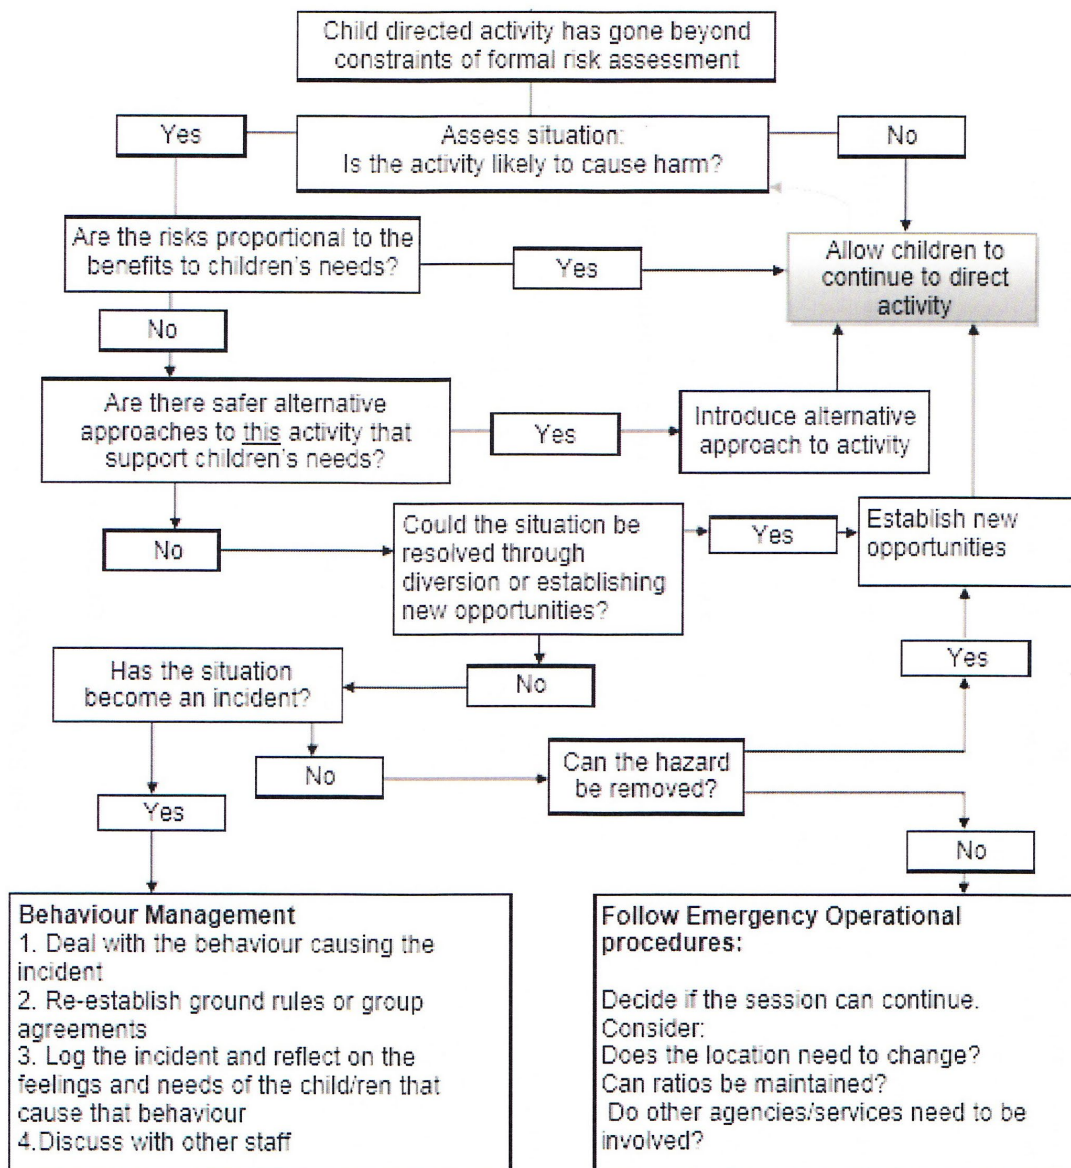 Child directed activity has gone beyond
constraints of formal risk assessment
Yes
Assess situation:
Is the activity likely to cause harm?
No
Are the risks proportional to the
benefits to children's needs?
Yes
Allow children to
continue to direct
activity
No
Are there safer alternative
approaches to this activity that
support children's needs?
Yes
Introduce alternative
approach to activity
No
Could the situation be
resolved through
diversion or establishing
new opportunities?
Yes
Establish new
opportunities
Has the situation
become an incident?
No
Yes
No
Can the hazard
be removed?
Yes
No
Behaviour Management
1. Deal with the behaviour causing the
incident
2. Re-establish ground rules or group
agreements
3. Log the incident and reflect on the
feelings and needs of the child/ren that
cause that behaviour
4.Discuss with other staff
Follow Emergency Operational
procedures:
Decide if the session can continue.
Consider:
Does the location need to change?
Can ratios be maintained?
Do other agencies/services need to be
involved?